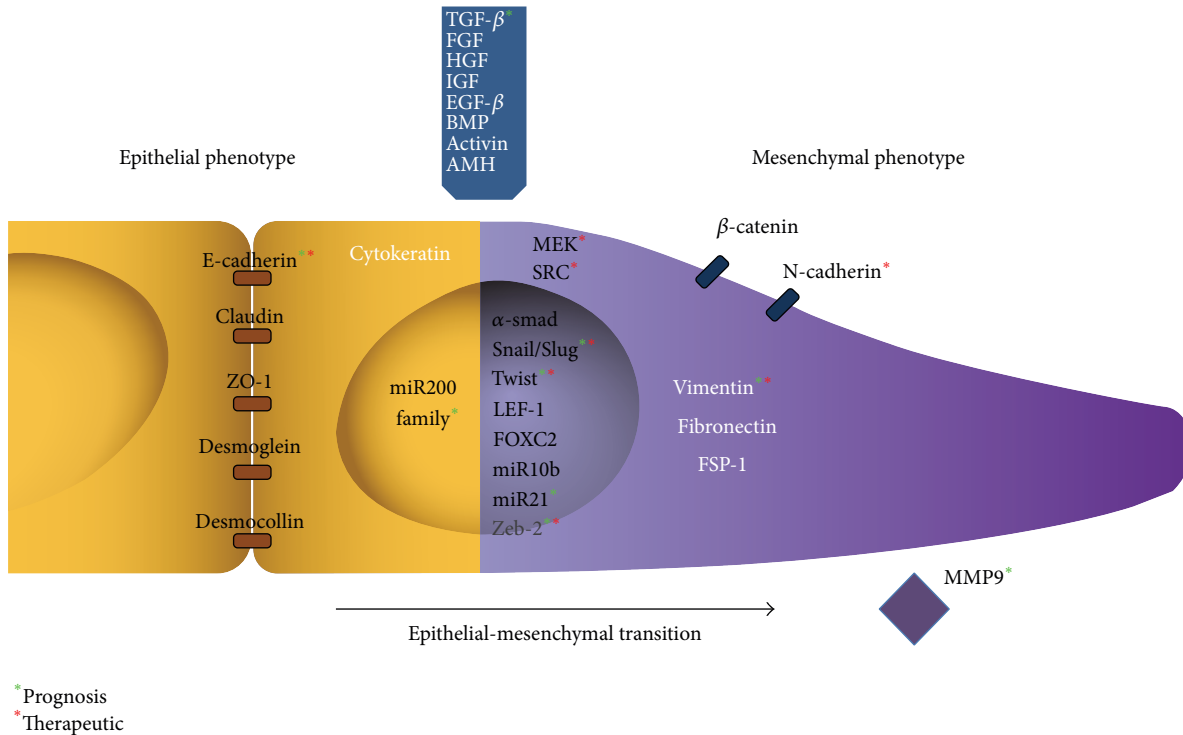 TGF-β*
FGF
HGF
IGF
EGF-β
BMP
Activin
AMH
Epithelial phenotype
Mesenchymal phenotype
E-cadherin**
Claudin
ZO-1
Desmoglein
Desmocollin
Cytokeratin
miR200
family*
MEK*
SRC*
α-smad
Snail/Slug**
Twist**
LEF-1
FOXC2
miR10b
miR21*
Zeb-2**
β-catenin
N-cadherin*
Vimentin**
Fibronectin
FSP-1
MMP9*
Epithelial-mesenchymal transition
*Prognosis
*Therapeutic